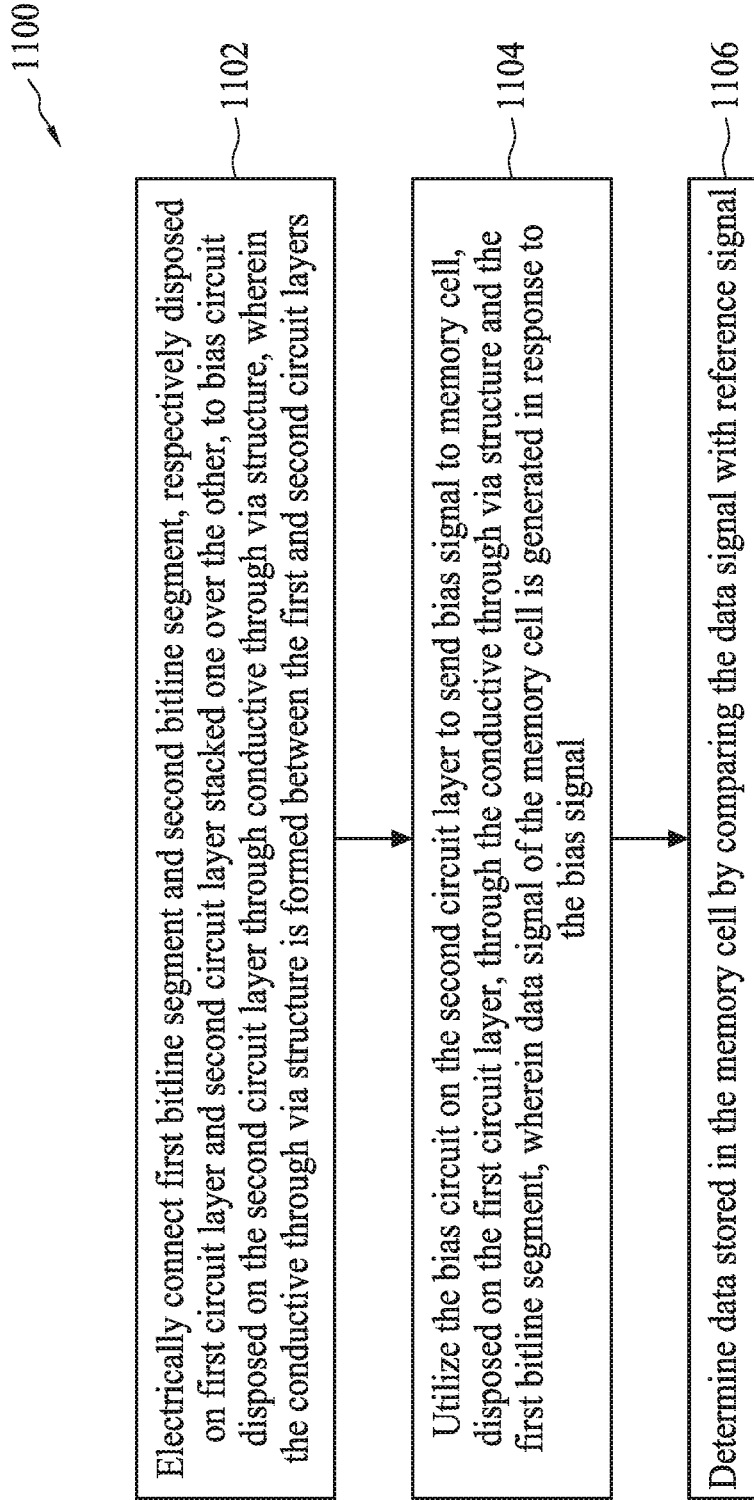 1100
Electrically connect first bitline segment and second bitline segment, respectively disposed
on first circuit layer and second circuit layer stacked one over the other, to bias circuit
disposed on the second circuit layer through conductive through via structure, wherein
the conductive through via structure is formed between the first and second circuit layers
1102
Utilize the bias circuit on the second circuit layer to send bias signal to memory cell,
disposed on the first circuit layer, through the conductive through via structure and the
first bitline segment, wherein data signal of the memory cell is generated in response to
the bias signal
1104
Determine data stored in the memory cell by comparing the data signal with reference signal
1106